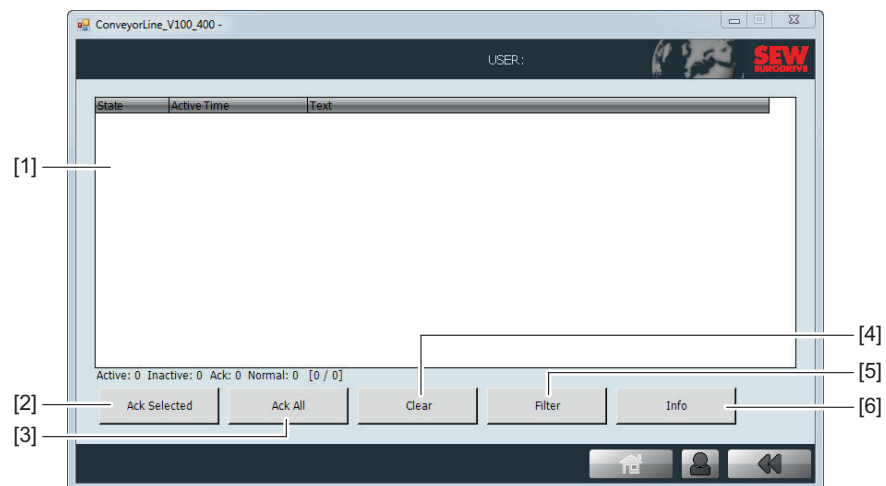 ConveyorLine_V100_400 -
USER:
SEW
EURODRIVE
State Active Time Text
[1]
[4]
Active: 0 Inactive: 0 Ack: 0 Normal: 0 [0 / 0]
[5]
[2] Ack Selected Ack All Clear Filter Info [6]
[3]